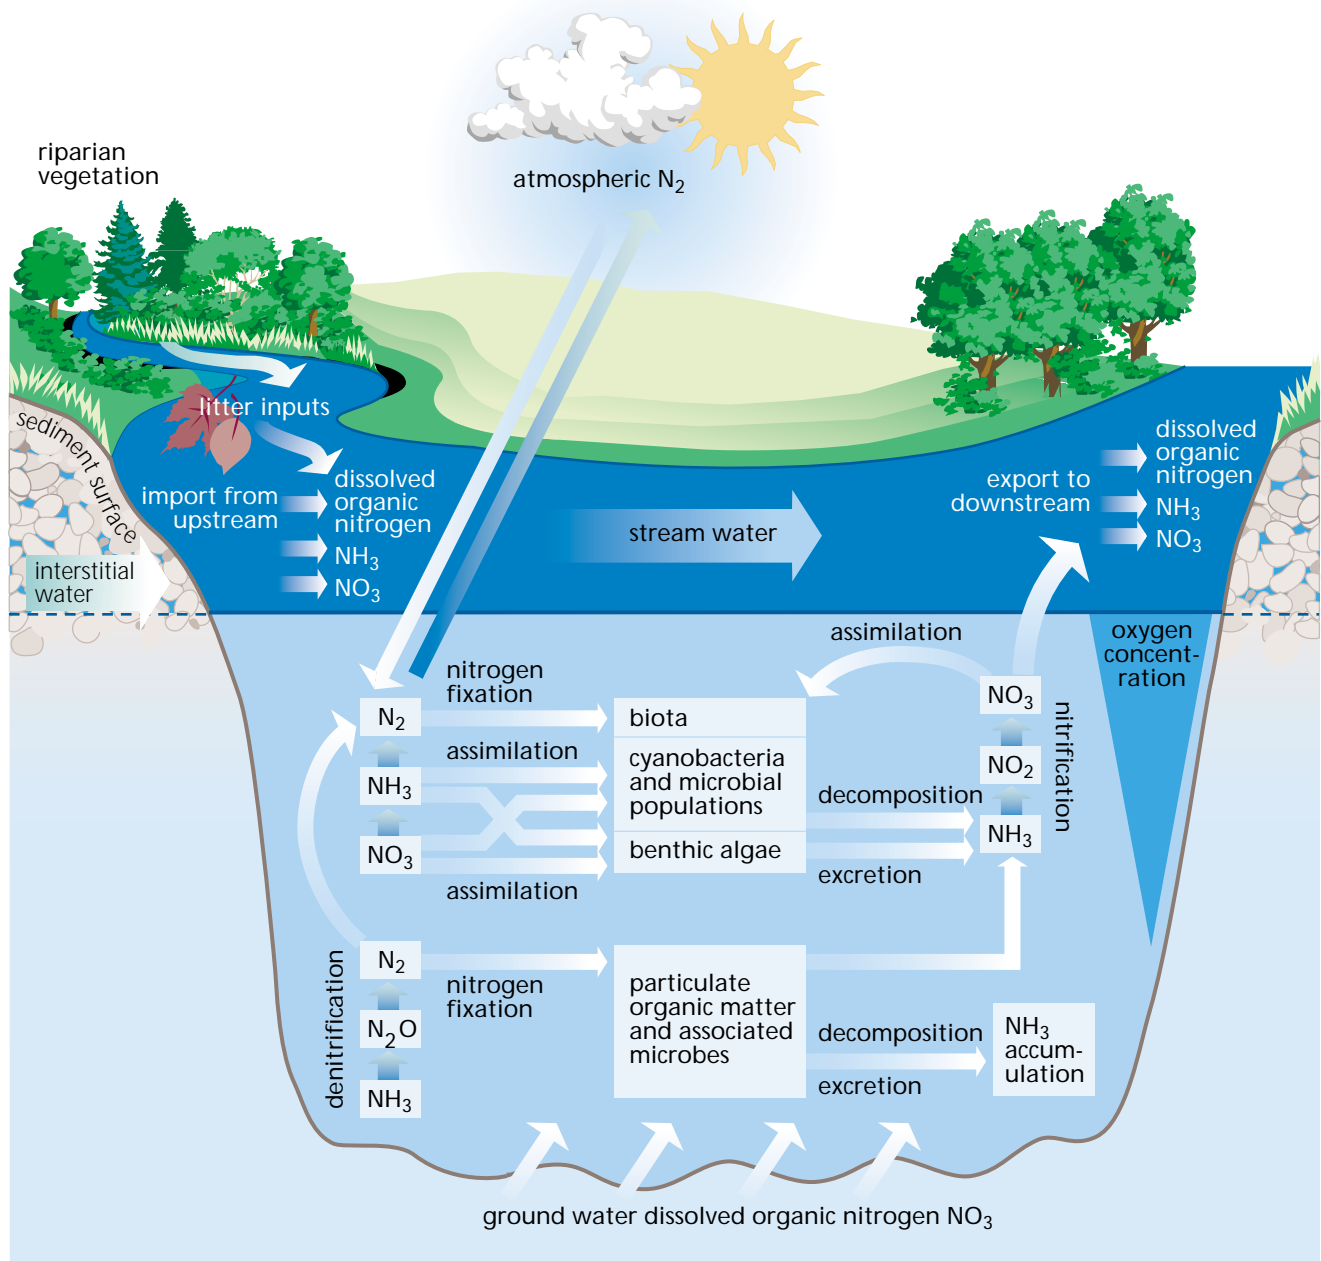 riparian
vegetation
atmospheric N₂
litter inputs
sediment surface
import from
upstream
dissolved
organic
nitrogen
NH₃
NO₃
interstitial
water
stream water
export to
downstream
dissolved
organic
nitrogen
NH₃
NO₃
oxygen
concent-
ration
assimilation
nitrogen
fixation
N₂
biota
assimilation
NH₃
cyanobacteria
and microbial
populations
NO₃
benthic algae
assimilation
decomposition
excretion
NO₃
NO₂
NH₃
nitrification
denitrification
N₂
N₂O
NH₃
nitrogen
fixation
particulate
organic matter
and associated
microbes
decomposition
excretion
NH₃
accum-
ulation
ground water dissolved organic nitrogen NO₃